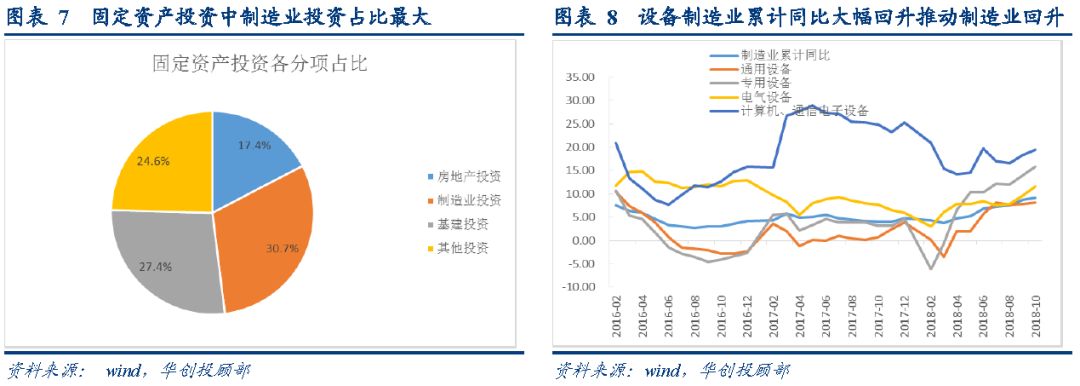 图表 7 固定资产投资中制造业投资占比最大
固定资产投资各分项占比
17.4%
30.7%
27.4%
24.6%
房地产投资
制造业投资
基建投资
其他投资
资料来源： wind，华创投顾部
图表 8 设备制造业累计同比大幅回升推动制造业回升
制造业累计同比
通用设备
专用设备
电气设备
计算机、通信电子设备
35.00
30.00
25.00
20.00
15.00
10.00
5.00
0.00
-5.00
-10.00
2016-02
2016-04
2016-06
2016-08
2016-10
2016-12
2017-02
2017-04
2017-06
2017-08
2017-10
2017-12
2018-02
2018-04
2018-06
2018-08
2018-10
资料来源：wind，华创投顾部